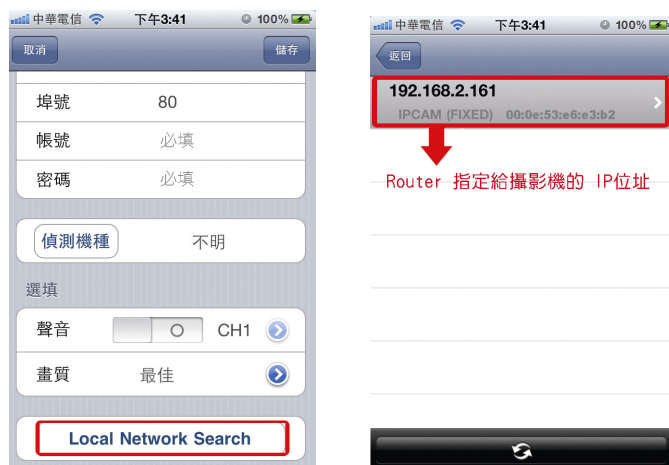 中華電信 下午3:41 100%
取消 儲存
埠號 80
帳號 必填
密碼 必填
偵測機種 不明
選填
聲音 CH1
畫質 最佳
Local Network Search
中華電信 下午3:41 100%
返回
192.168.2.161
IPCAM (FIXED) 00:0e:53:e6:e3:b2
Router 指定給攝影機的 IP位址